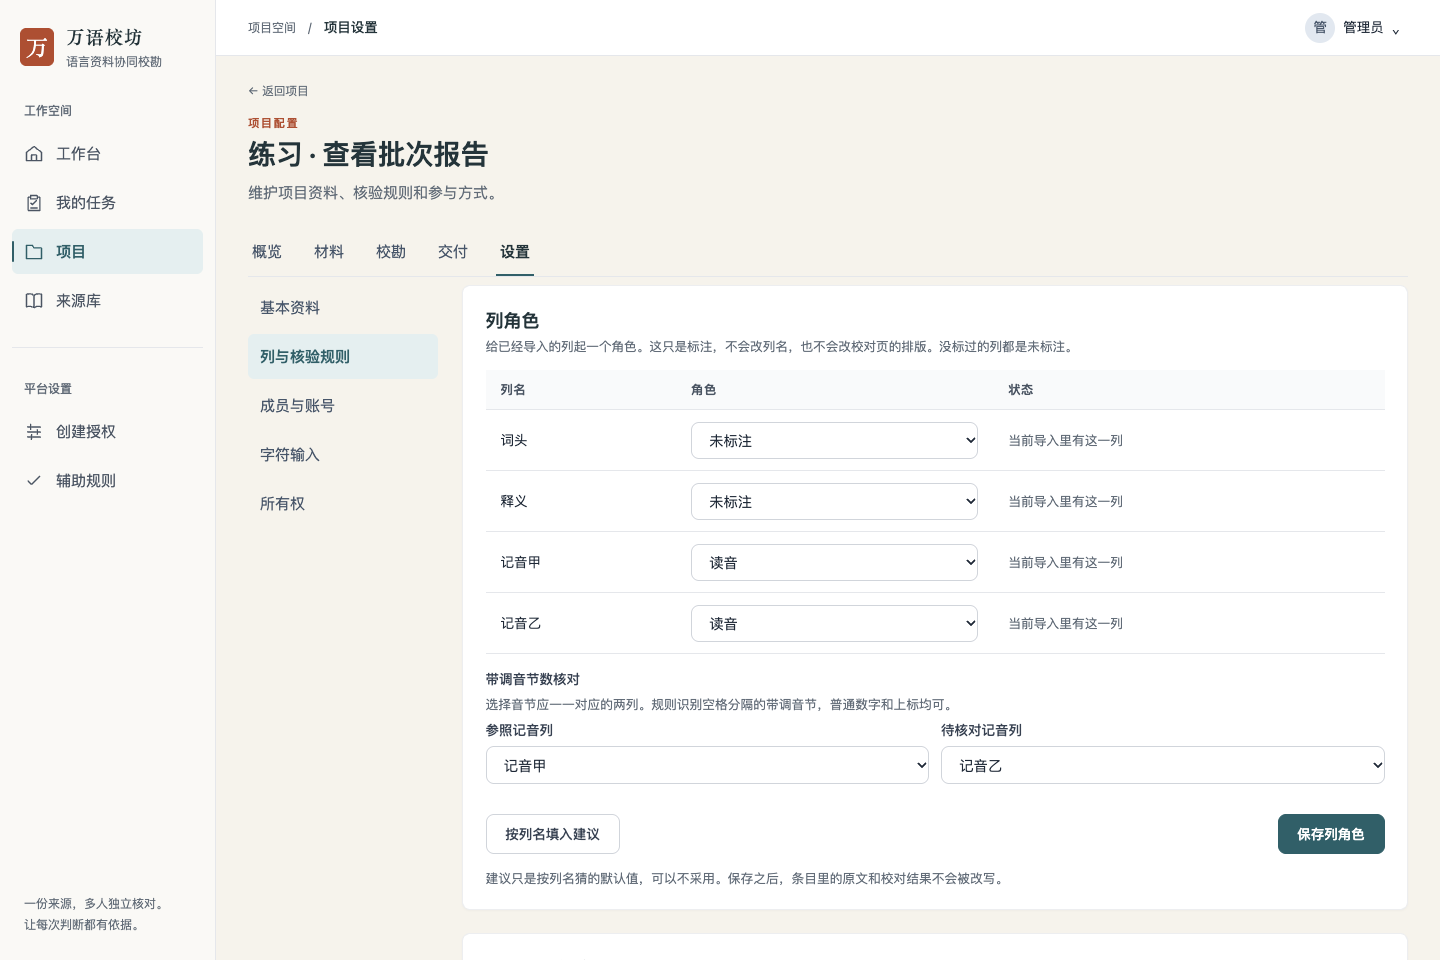 万
万语校坊
语言资料协同校勘
工作空间
工作台
我的任务
项目
来源库
平台设置
创建授权
辅助规则
一份来源，多人独立核对。
让每次判断都有依据。
项目空间 / 项目设置
管 管理员
← 返回项目
项目配置
练习 · 查看批次报告
维护项目资料、核验规则和参与方式。
概览 材料 校勘 交付 设置
基本资料
列与核验规则
成员与账号
字符输入
所有权
列角色
给已经导入的列起一个角色。这只是标注，不会改列名，也不会改校对页的排版。没标过的列都是未标注。
列名 角色 状态
词头 未标注 当前导入里有这一列
释义 未标注 当前导入里有这一列
记音甲 读音 当前导入里有这一列
记音乙 读音 当前导入里有这一列
带调音节数核对
选择音节应一一对应的两列。规则识别空格分隔的带调音节，普通数字和上标均可。
参照记音列 待核对记音列
记音甲 记音乙
按列名填入建议 保存列角色
建议只是按列名猜的默认值，可以不采用。保存之后，条目里的原文和校对结果不会被改写。